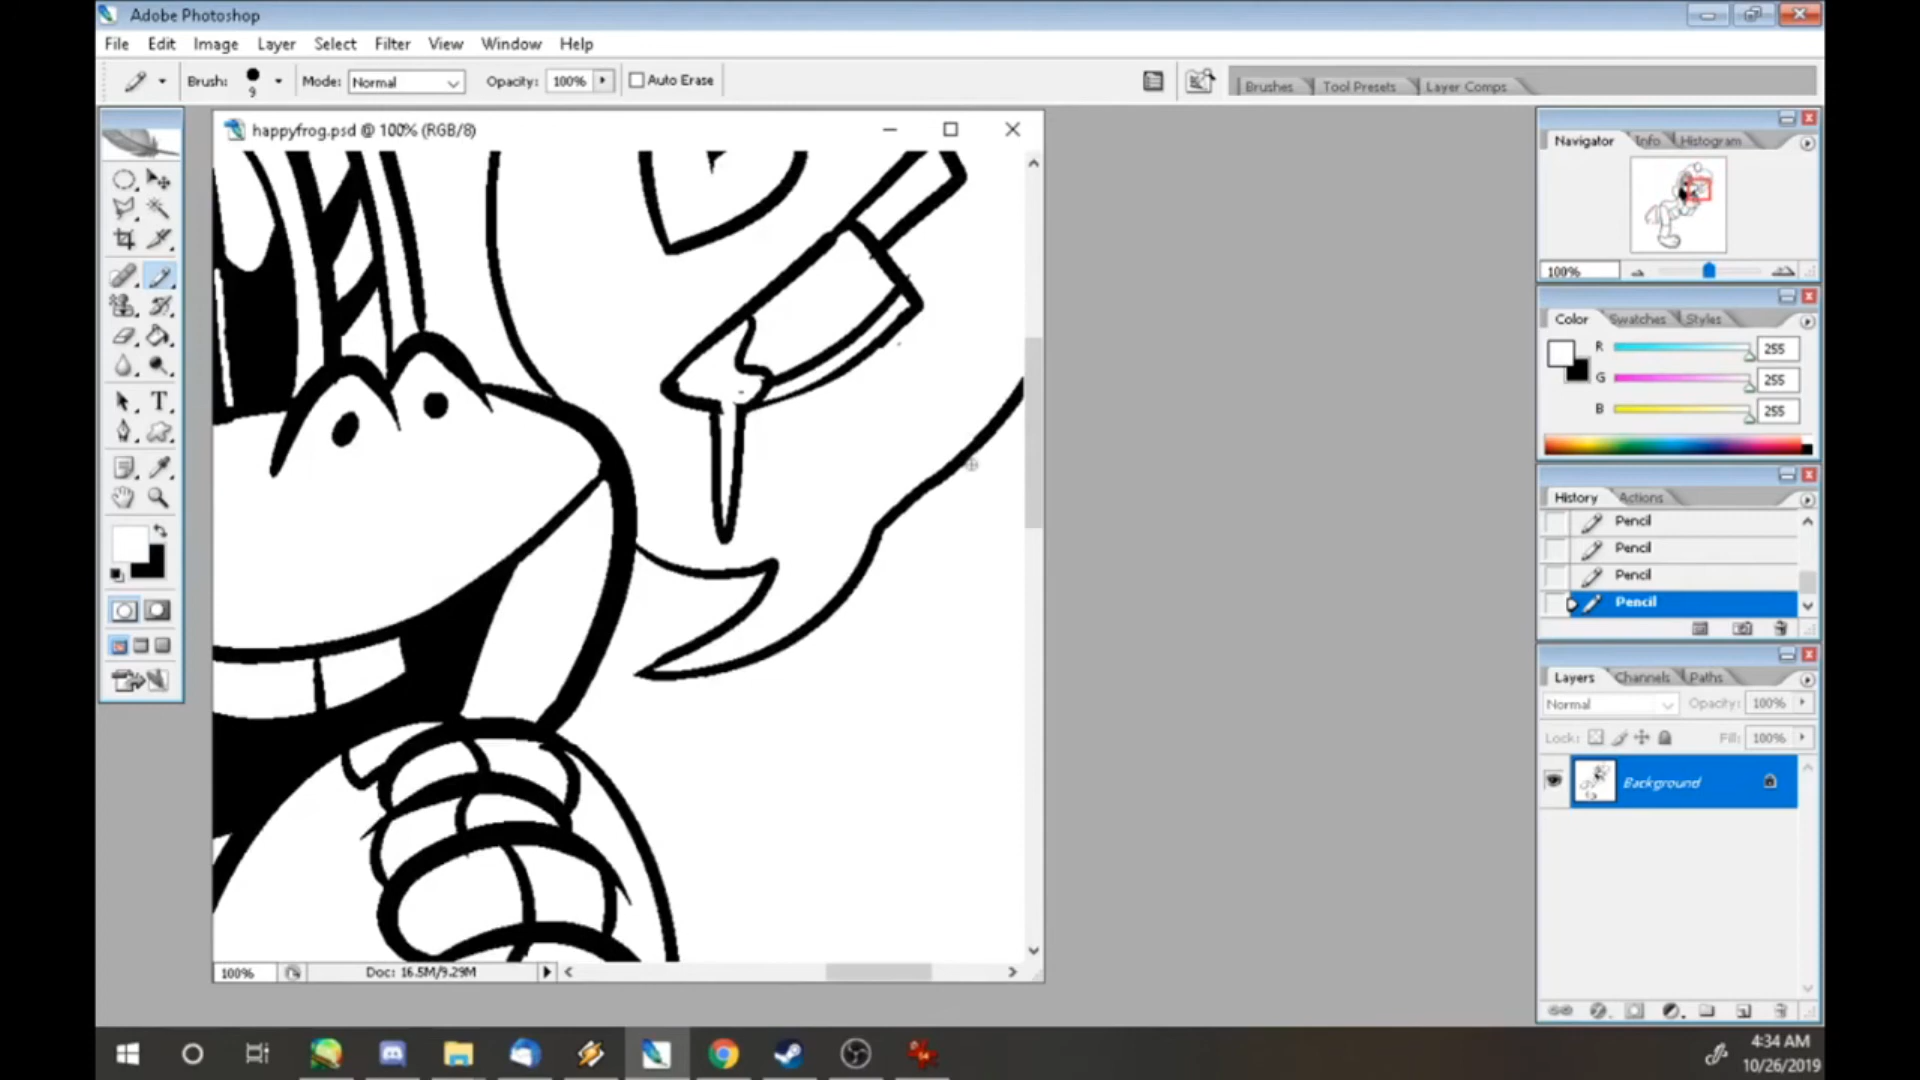 Adobe Photoshop
File Edit Image Layer Select Filter View Window Help
Brush: 9 Mode: Normal Opacity: 100% Auto Erase
Brushes Tool Presets Layer Comps
happyfrog.psd @ 100% (RGB/8)
Navigator Info Histogram
100%
Color Swatches Styles
R 255
G 255
B 255
History Actions
Pencil
Pencil
Pencil
Pencil
Layers Channels Paths
Normal Opacity: 100%
Lock: Fill: 100%
Background
100% Doc: 16.5M/9.29M
4:34 AM
10/26/2019